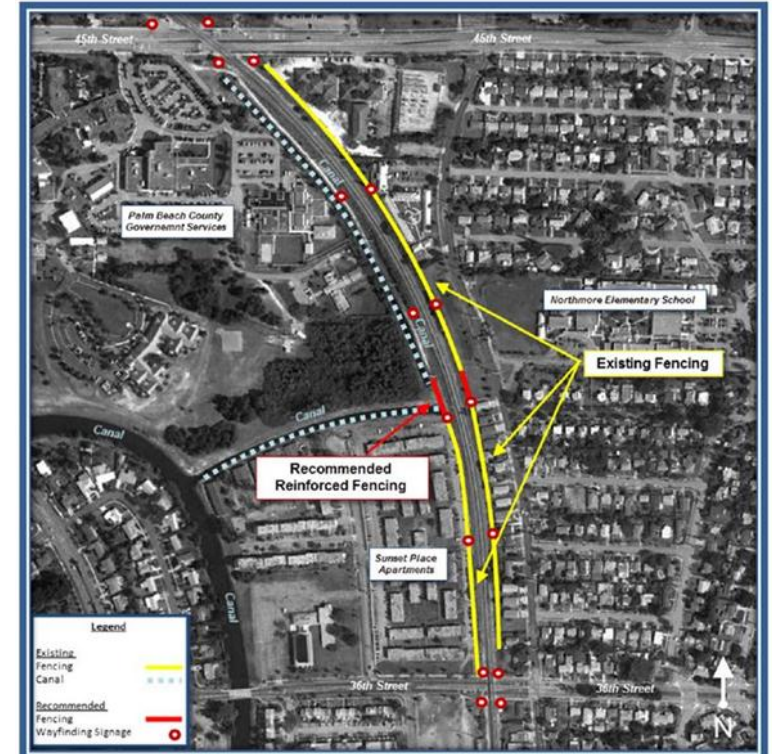 45th Street
45th Street
Canal
Palm Beach County
Governemnt Services
Northmore Elementary School
Canal
Existing Fencing
Canal
Canal
Recommended
Reinforced Fencing
Sunset Place
Apartments
Canal
Legend
Existing
Fencing
Canal
Recommended
Fencing
Wayfinding Signage
36th Street
36th Street
N